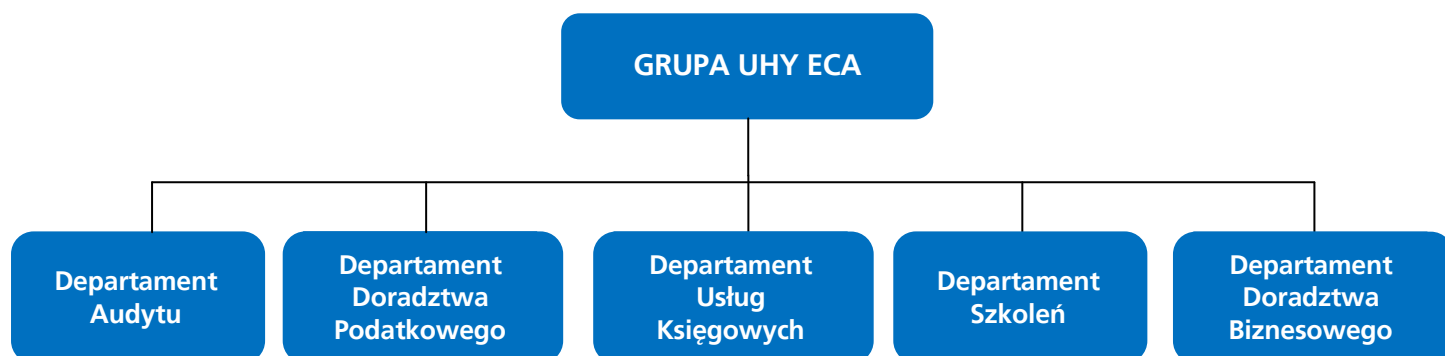 GRUPA UHY ECA
Departament
Audytu
Departament
Doradztwa
Podatkowego
Departament
Usług
Księgowych
Departament
Szkoleń
Departament
Doradztwa
Biznesowego